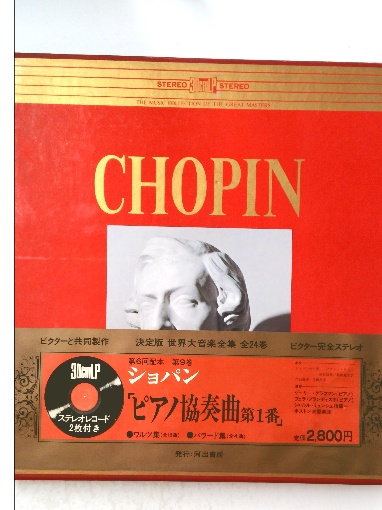 STEREO 30cmLP STEREO
THE MUSIC COLLECTION OF THE GREAT MASTERS
CHOPIN
ビクターと共同製作 決定版 世界大音楽全集 全24巻 ビクター完全ステレオ
第6回配本 第9巻
ショパン
「ピアノ協奏曲第1番」
●ワルツ集 ●バラード集
30cmLP
ステレオレコード
2枚付き
定価2,800円
発行:河出書房